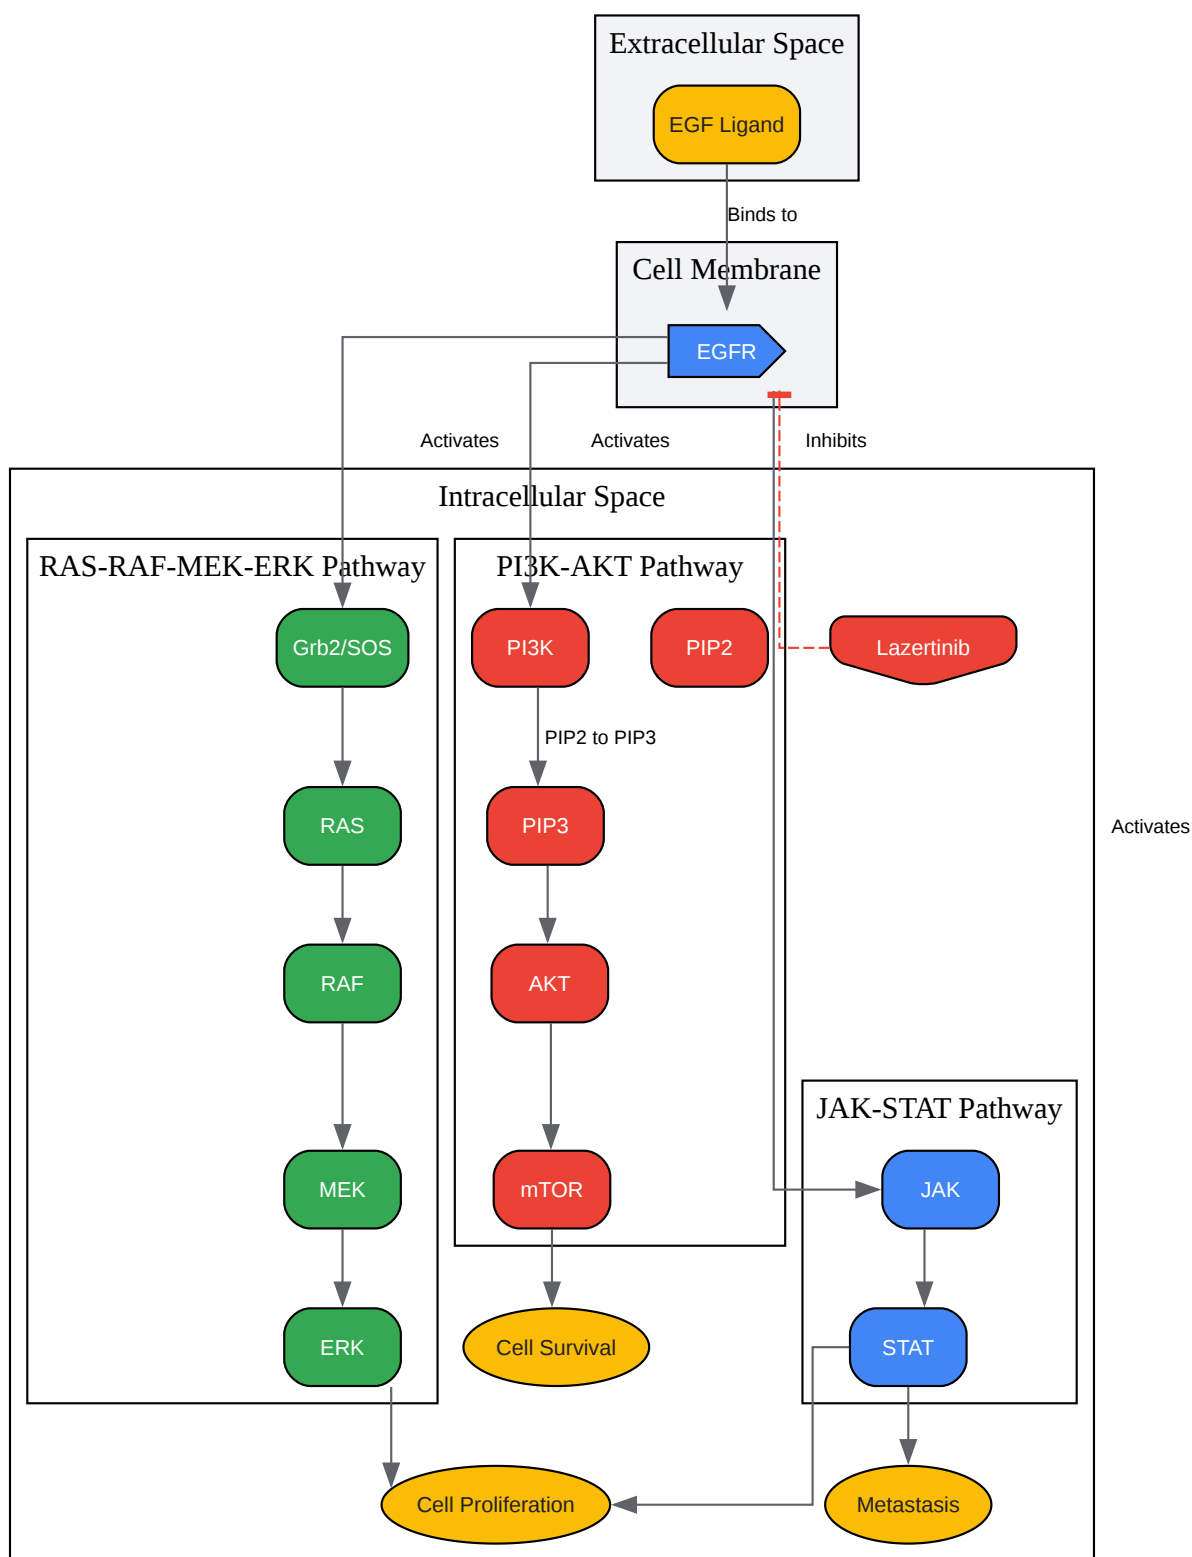 Extracellular Space
EGF Ligand
Binds to
Cell Membrane
EGFR
Activates
Activates
Inhibits
Intracellular Space
RAS-RAF-MEK-ERK Pathway
PI3K-AKT Pathway
Grb2/SOS
PI3K
PIP2
Lazertinib
PIP2 to PIP3
RAS
PIP3
Activates
RAF
AKT
JAK-STAT Pathway
MEK
mTOR
JAK
ERK
Cell Survival
STAT
Cell Proliferation
Metastasis